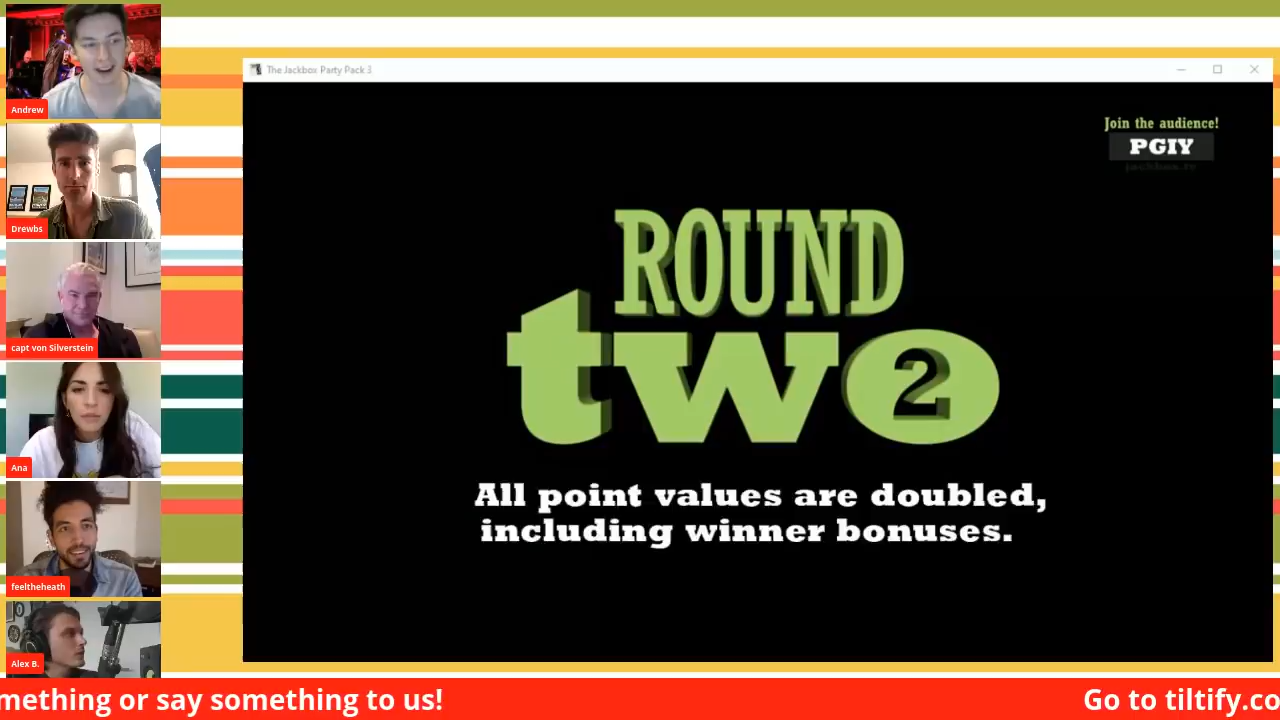 Andrew
Drewbs
capt von Silverstein
Ana
feeltheheath
Alex B.
The Jackbox Party Pack 3
Join the audience!
PGIY
jackbox.tv
ROUND
two 2
All point values are doubled,
including winner bonuses.
mething or say something to us!
Go to tiltify.co